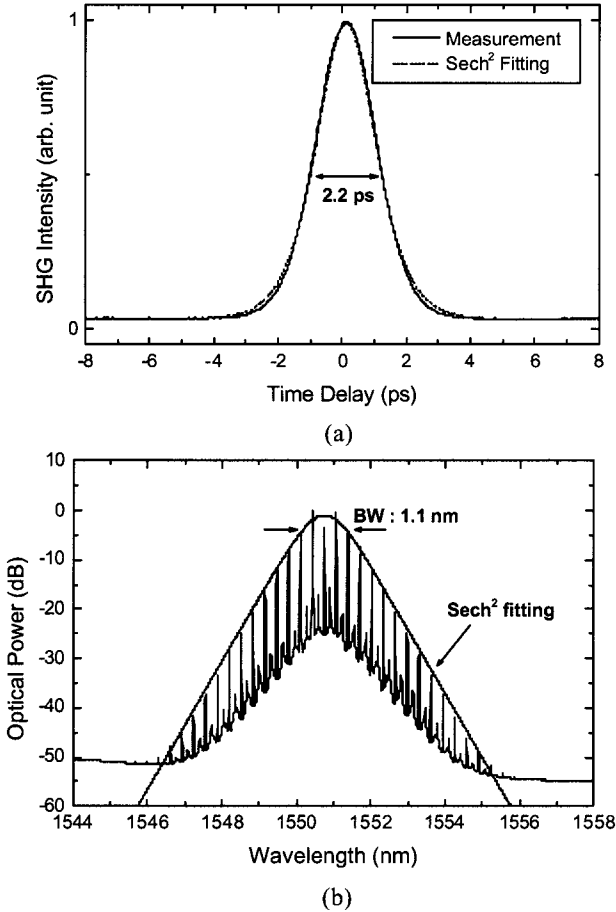 1
0
SHG Intensity (arb. unit)
Measurement
Sech² Fitting
2.2 ps
-8 -6 -4 -2 0 2 4 6 8
Time Delay (ps)
(a)
10
0
-10
-20
-30
-40
-50
-60
Optical Power (dB)
BW : 1.1 nm
Sech² fitting
1544 1546 1548 1550 1552 1554 1556 1558
Wavelength (nm)
(b)